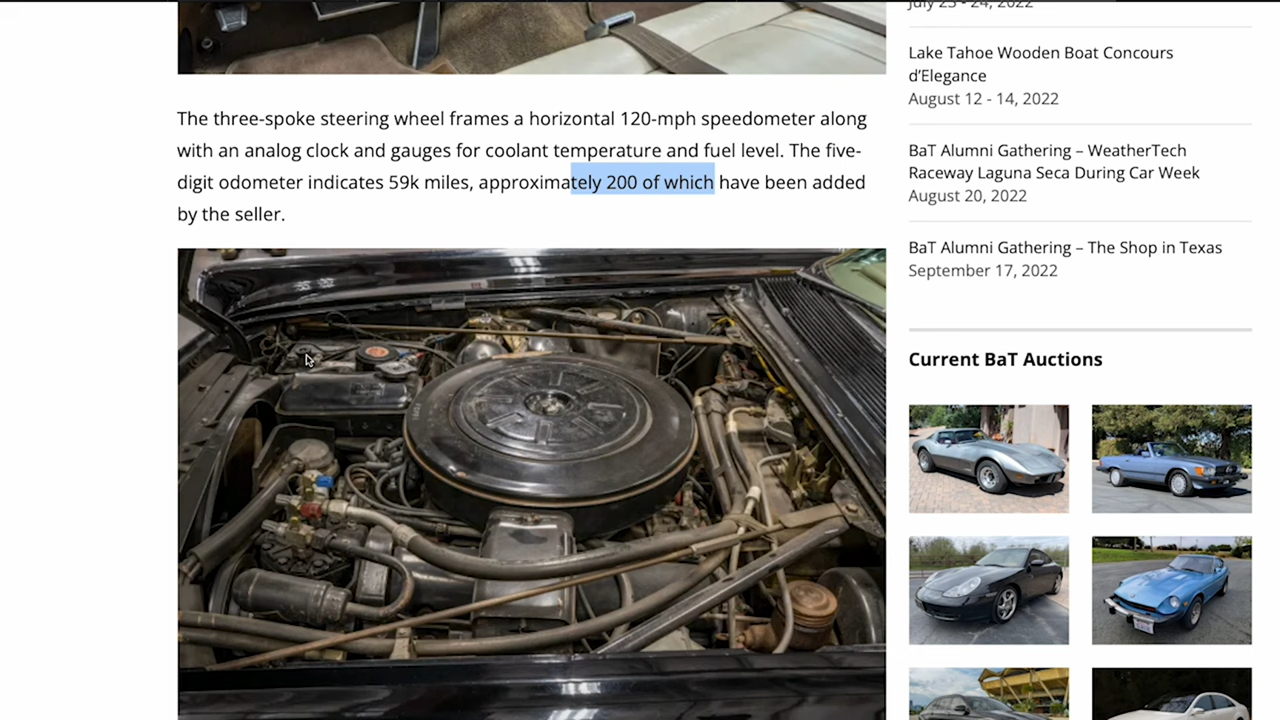 The three-spoke steering wheel frames a horizontal 120-mph speedometer along
with an analog clock and gauges for coolant temperature and fuel level. The five-
digit odometer indicates 59k miles, approximately 200 of which have been added
by the seller.
July 23 - 24, 2022
Lake Tahoe Wooden Boat Concours
d’Elegance
August 12 - 14, 2022
BaT Alumni Gathering – WeatherTech
Raceway Laguna Seca During Car Week
August 20, 2022
BaT Alumni Gathering – The Shop in Texas
September 17, 2022
Current BaT Auctions